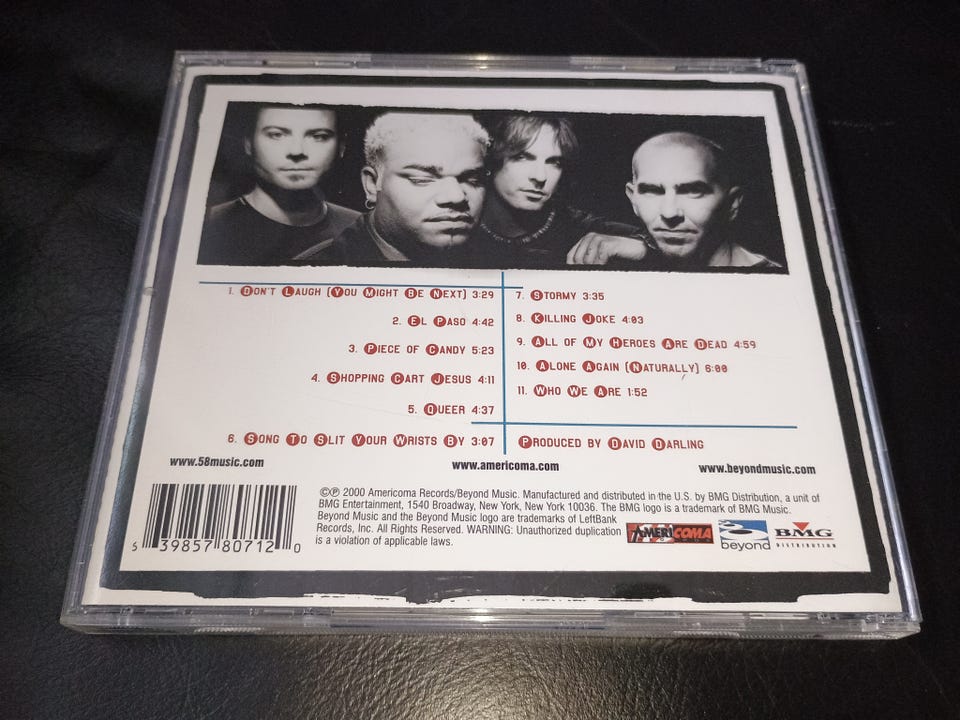 1. Don't Laugh (You Might Be Next) 3:29
2. El Paso 4:42
3. Piece of Candy 5:23
4. Shopping Cart Jesus 4:11
5. Queer 4:37
6. Song To Slit Your Wrists By 3:07
7. Stormy 3:35
8. Killing Joke 4:03
9. All of My Heroes Are Dead 4:59
10. Alone Again (Naturally) 6:00
11. Who We Are 1:52
Produced by David Darling
www.58music.com
www.americoma.com
www.beyondmusic.com
©℗ 2000 Americoma Records/Beyond Music. Manufactured and distributed in the U.S. by BMG Distribution, a unit of
BMG Entertainment, 1540 Broadway, New York, New York 10036. The BMG logo is a trademark of BMG Music.
Beyond Music and the Beyond Music logo are trademarks of LeftBank
Records, Inc. All Rights Reserved. WARNING: Unauthorized duplication
is a violation of applicable laws.
AMERICOMA
beyond
BMG
DISTRIBUTION
5 39857 80712 0